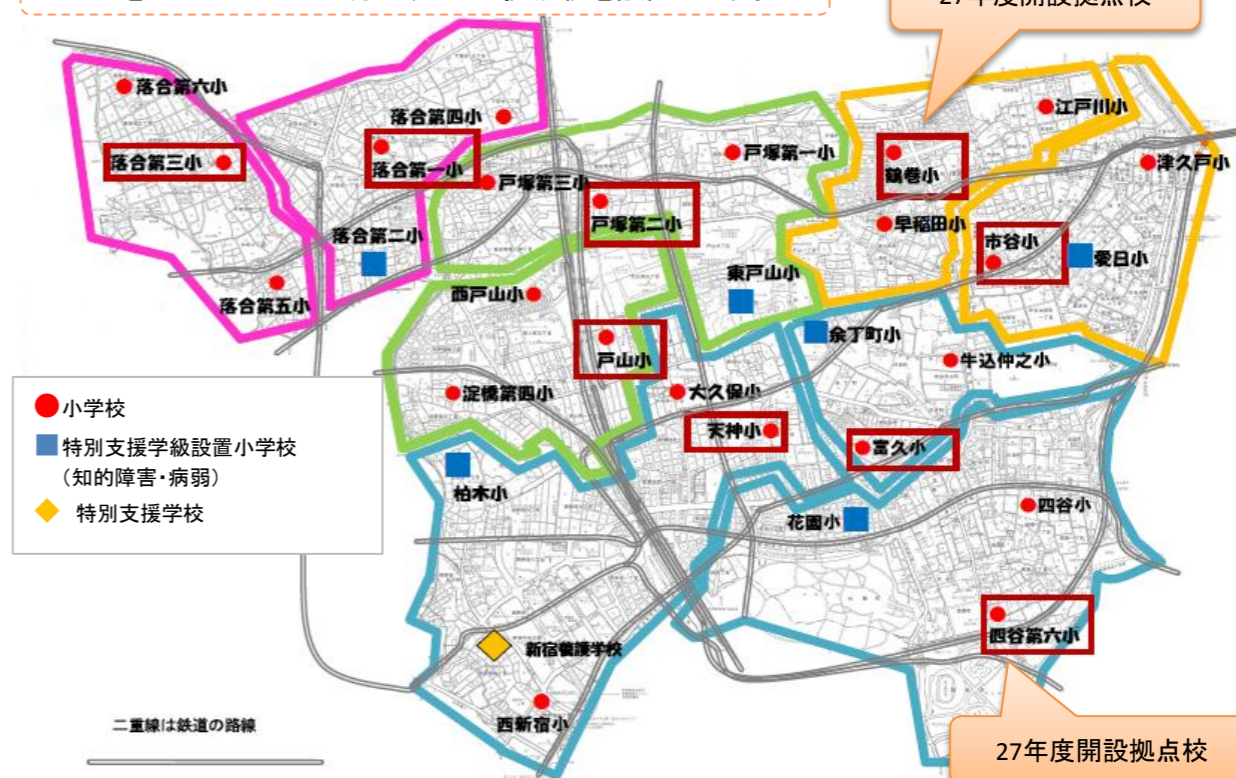 27年度開設拠点校
落合第六小
落合第四小
江戸川小
落合第三小
落合第一小
戸塚第一小
鶴巻小
津久戸小
戸塚第三小
戸塚第二小
早稲田小
落合第二小
市谷小
愛日小
落合第五小
西戸山小
東戸山小
戸山小
余丁町小
牛込仲之小
淀橋第四小
大久保小
天神小
富久小
小学校
特別支援学級設置小学校
（知的障害・病弱）
特別支援学校
柏木小
花園小
四谷小
四谷第六小
新宿養護学校
西新宿小
二重線は鉄道の路線
27年度開設拠点校